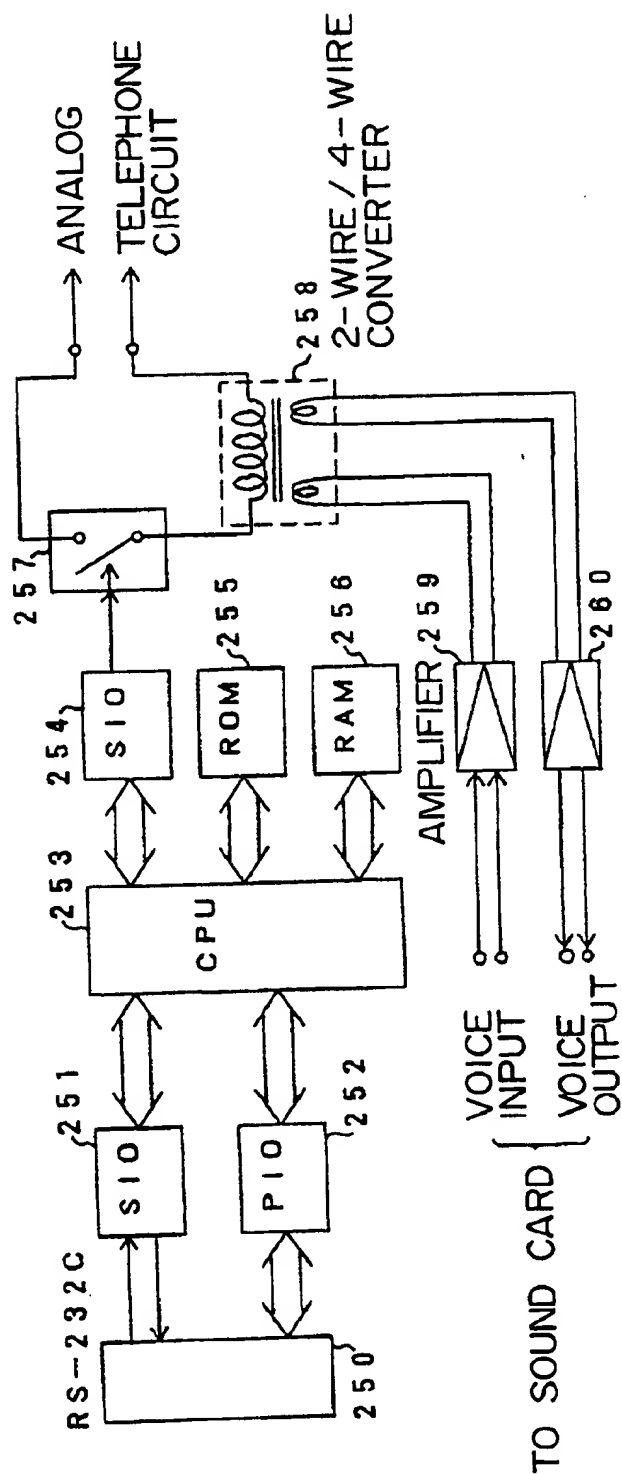 RS-232C
250
SIO
251
PIO
252
CPU
253
SIO
254
ROM
255
RAM
256
257
ANALOG
TELEPHONE
CIRCUIT
258
2-WIRE/4-WIRE
CONVERTER
AMPLIFIER
259
260
VOICE
INPUT
VOICE
OUTPUT
TO SOUND CARD